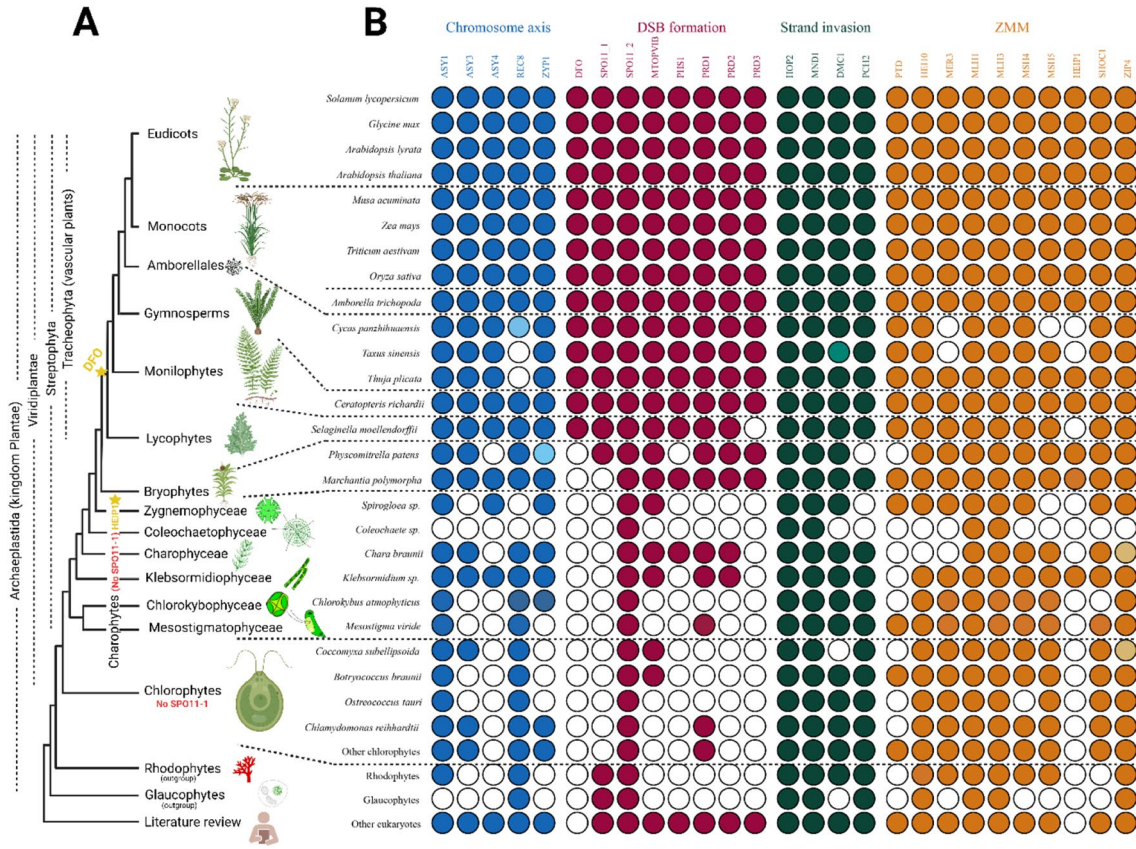 A
B
Chromosome axis
DSB formation
Strand invasion
ZMM
ASY1
ASY3
ASY4
REC8
ZYP1
DFO
SPO11_1
SPO11_2
MTOPVIB
PHS1
PRD1
PRD2
PRD3
HOP2
MND1
DMC1
PCH2
PTD
HEI10
MER3
MLH1
MLH3
MSH4
MSH5
HEIP1
SHOC1
ZIP4
Archaeplastida (kingdom Plantae)
Viridiplantae
Streptophyta
Tracheophyta (vascular plants)
DFO
Charophytes (No SPO11-1) HEIP1
Eudicots
Monocots
Amborellales
Gymnosperms
Monilophytes
Lycophytes
Bryophytes
Zygnemophyceae
Coleochaetophyceae
Charophyceae
Klebsormidiophyceae
Chlorokybophyceae
Mesostigmatophyceae
Chlorophytes
No SPO11-1
Rhodophytes
(outgroup)
Glaucophytes
(outgroup)
Literature review
Solanum lycopersicum
Glycine max
Arabidopsis lyrata
Arabidopsis thaliana
Musa acuminata
Zea mays
Triticum aestivam
Oryza sativa
Amborella trichopoda
Cycas panzhihuaensis
Taxus sinensis
Thuja plicata
Ceratopteris richardii
Selaginella moellendorffii
Physcomitrella patens
Marchantia polymorpha
Spirogloea sp.
Coleochaete sp.
Chara braunii
Klebsormidium sp.
Chlorokybus atmophyticus
Mesostigma viride
Coccomyxa subellipsoida
Botryococcus braunii
Ostreococcus tauri
Chlamydomonas reihhardtii
Other chlorophytes
Rhodophytes
Glaucophytes
Other eukaryotes